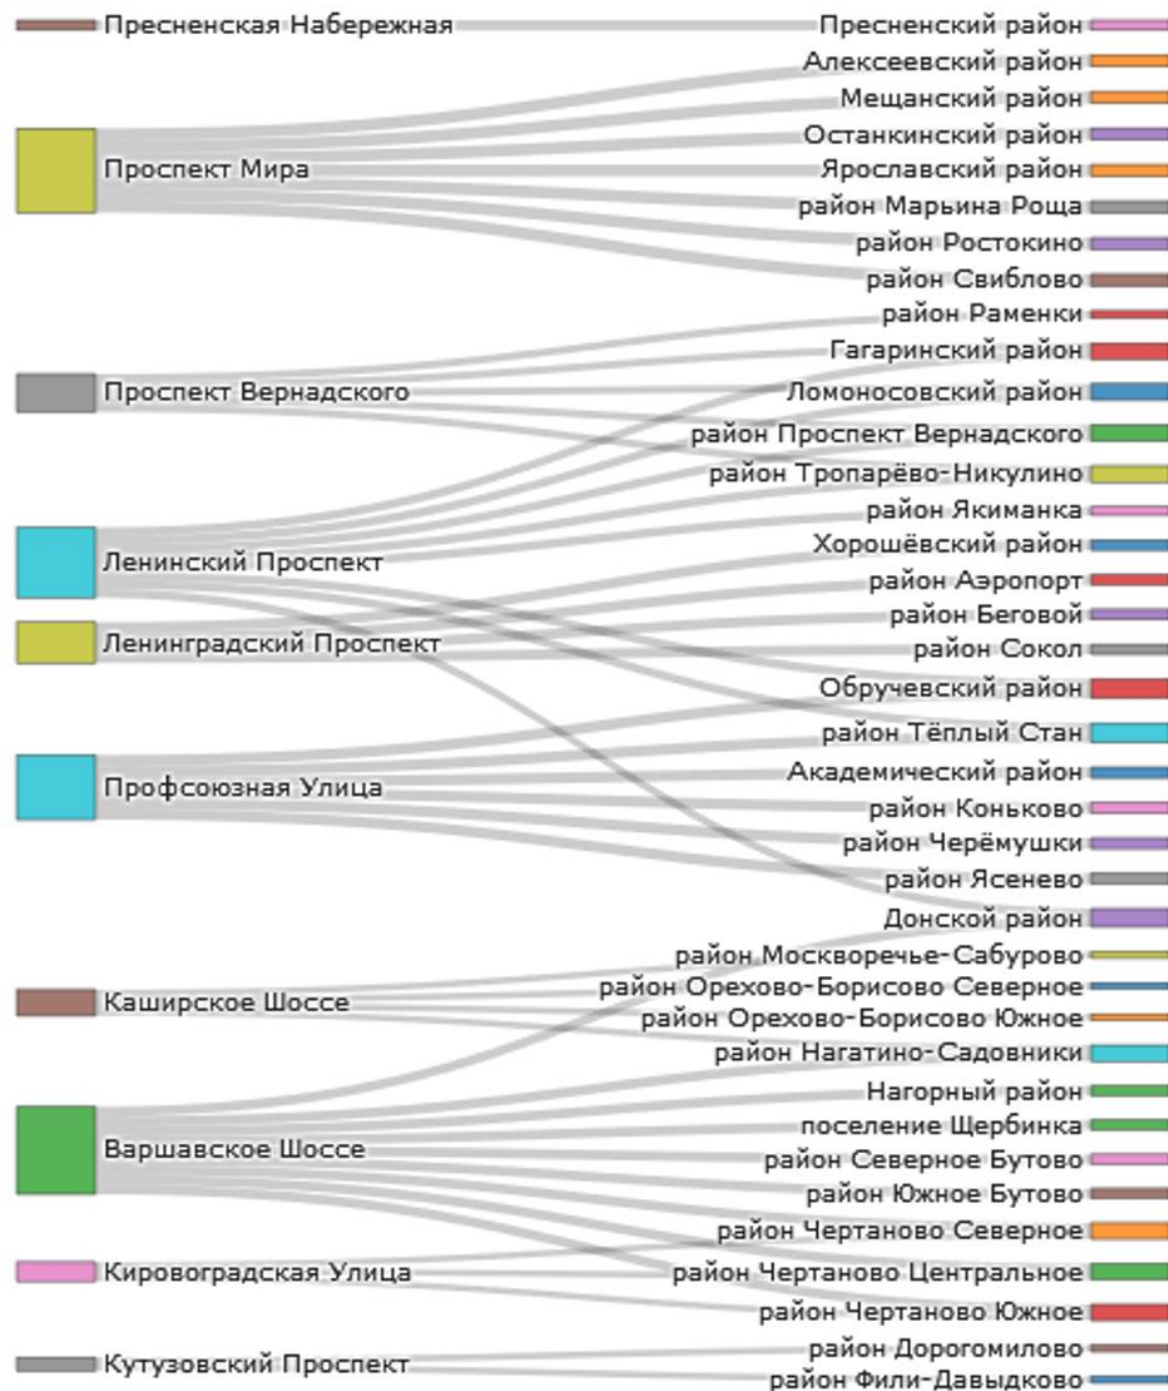 Пресненская Набережная
Пресненский район
Алексеевский район
Мещанский район
Останкинский район
Проспект Мира
Ярославский район
район Марьина Роща
район Ростокино
район Свиблово
район Раменки
Гагаринский район
Проспект Вернадского
Ломоносовский район
район Проспект Вернадского
район Тропарёво-Никулино
район Якиманка
Хорошёвский район
Ленинский Проспект
район Аэропорт
район Беговой
Ленинградский Проспект
район Сокол
Обручевский район
район Тёплый Стан
Академический район
Профсоюзная Улица
район Коньково
район Черёмушки
район Ясенево
Донской район
район Москворечье-Сабурово
район Орехово-Борисово Северное
Каширское Шоссе
район Орехово-Борисово Южное
район Нагатино-Садовники
Нагорный район
поселение Щербинка
Варшавское Шоссе
район Северное Бутово
район Южное Бутово
район Чертаново Северное
Кировоградская Улица
район Чертаново Центральное
район Чертаново Южное
район Дорогомилово
Кутузовский Проспект
район Фили-Давыдково